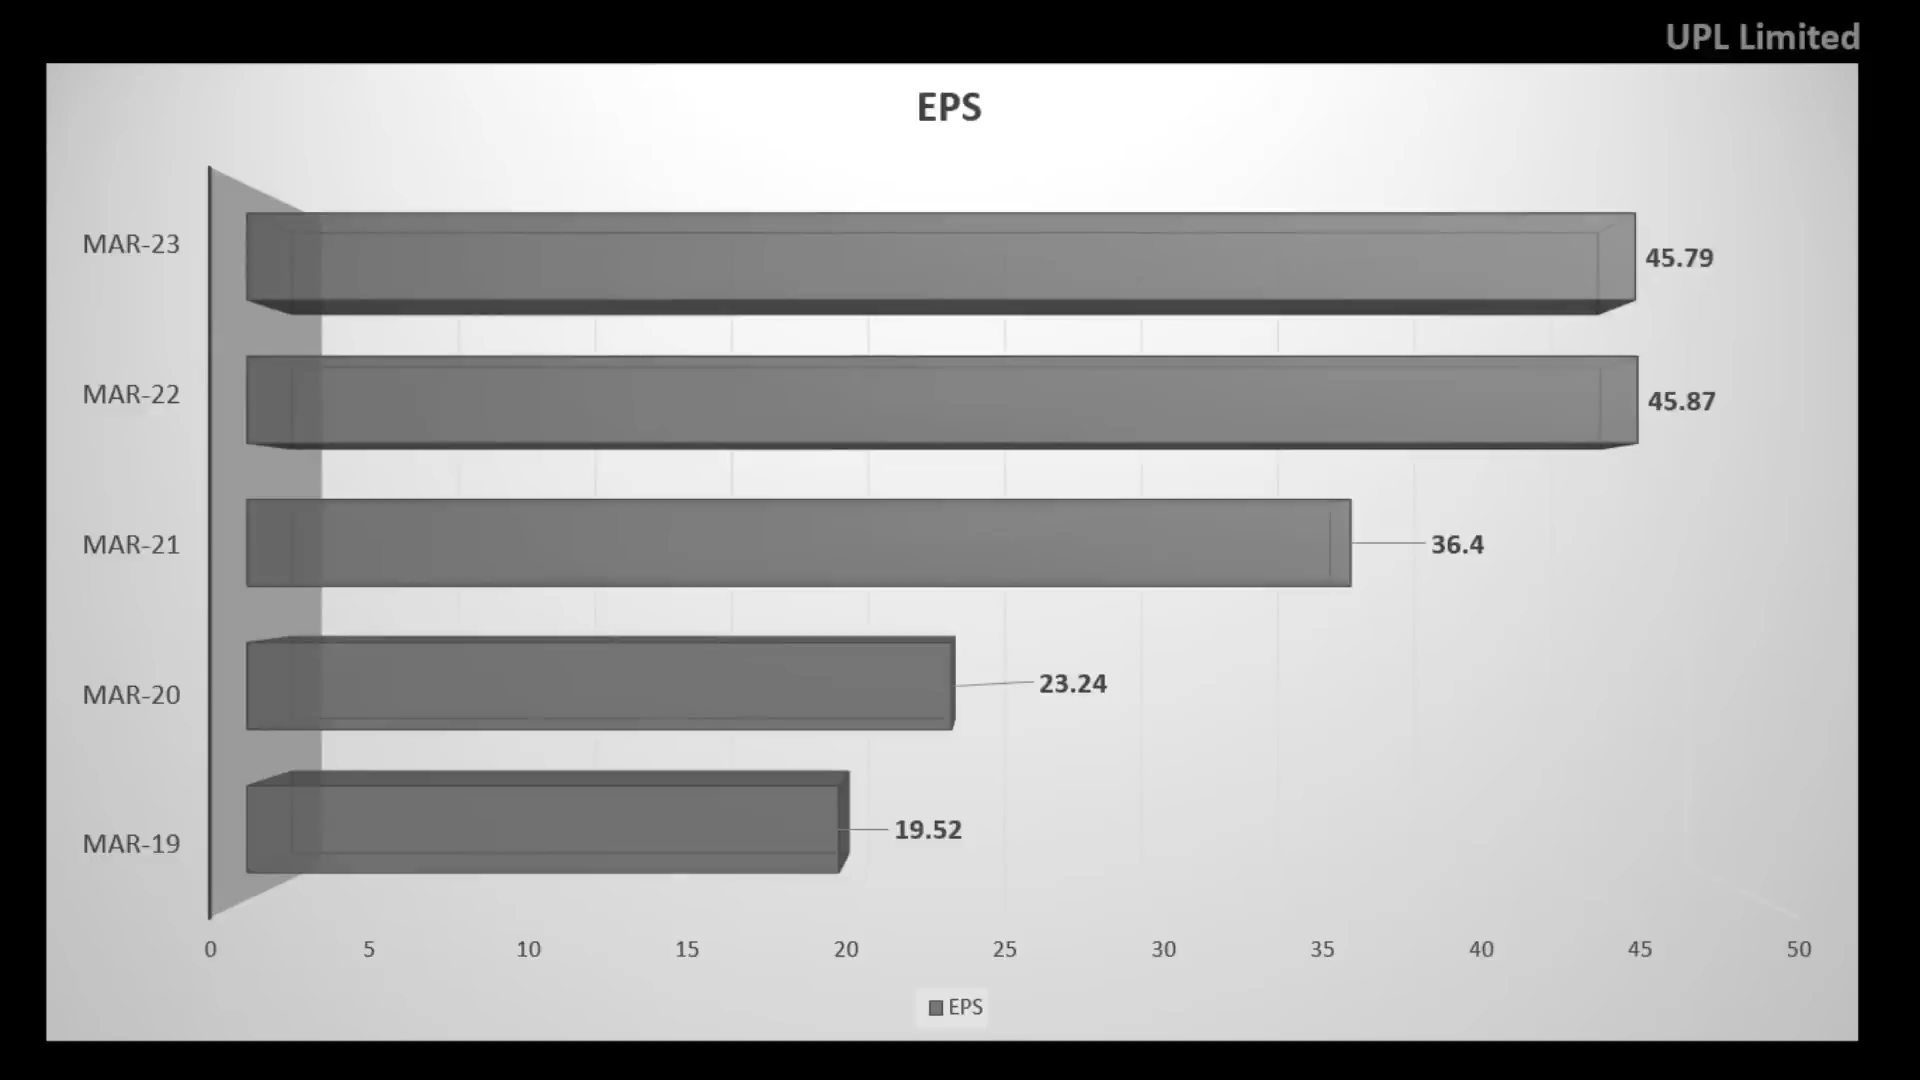 UPL Limited
EPS
MAR-23 45.79
MAR-22 45.87
MAR-21 36.4
MAR-20 23.24
MAR-19 19.52
0 5 10 15 20 25 30 35 40 45 50
EPS